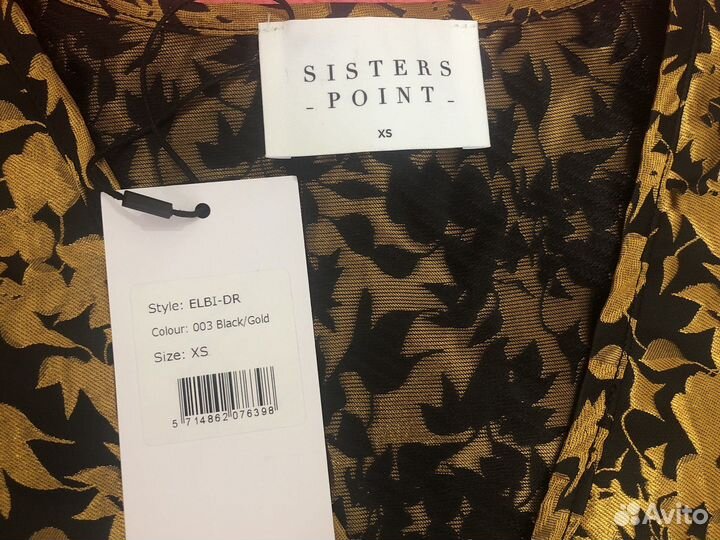 SISTERS
- POINT -
XS
Style: ELBI-DR
Colour: 003 Black/Gold
Size: XS
5 714862 076398
Avito